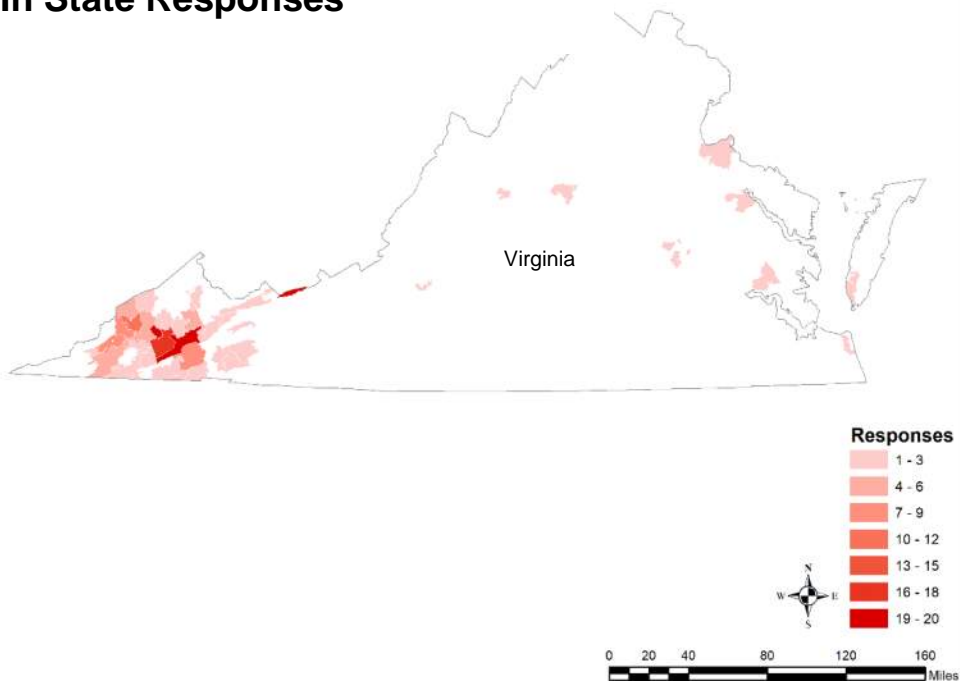 In State Responses
Virginia
Responses
1 - 3
4 - 6
7 - 9
10 - 12
13 - 15
16 - 18
19 - 20
N
W E
S
0 20 40 80 120 160
Miles